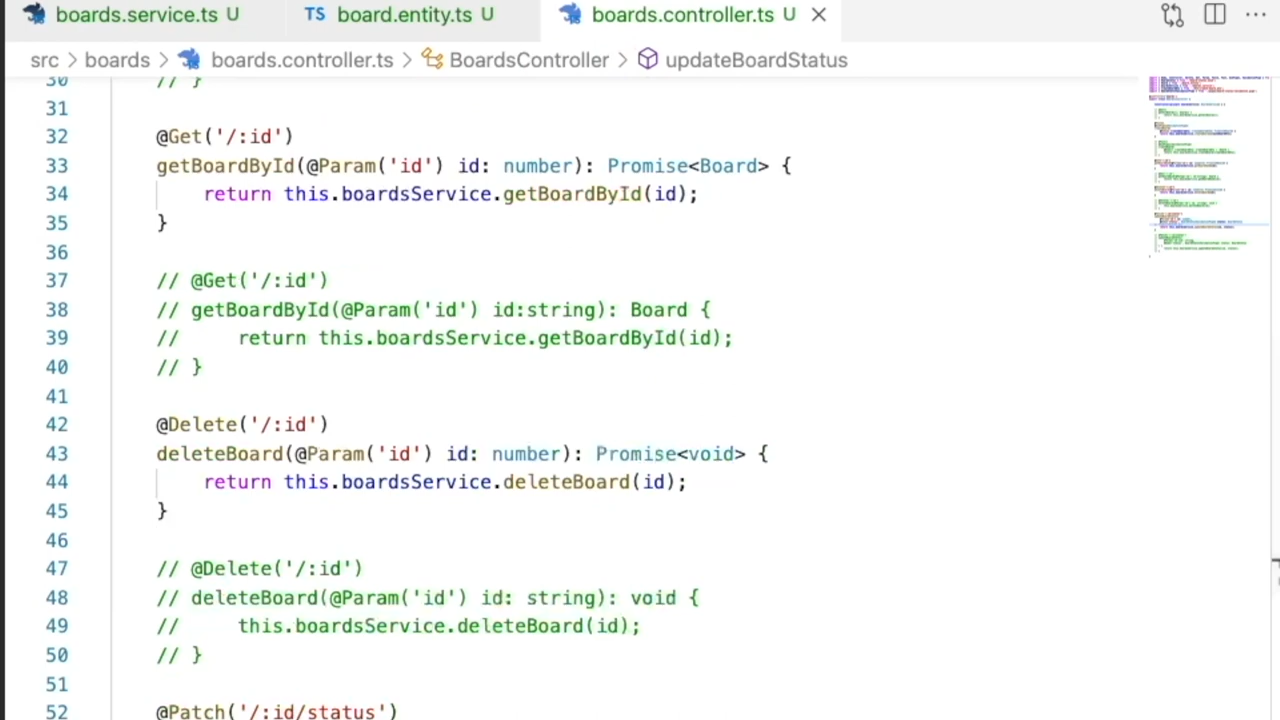 boards.service.ts U TS board.entity.ts U boards.controller.ts U
src > boards > boards.controller.ts > BoardsController > updateBoardStatus
30 // }
31
32 @Get('/:id')
33 getBoardById(@Param('id') id: number): Promise<Board> {
34 return this.boardsService.getBoardById(id);
35 }
36
37 // @Get('/:id')
38 // getBoardById(@Param('id') id:string): Board {
39 // return this.boardsService.getBoardById(id);
40 // }
41
42 @Delete('/:id')
43 deleteBoard(@Param('id') id: number): Promise<void> {
44 return this.boardsService.deleteBoard(id);
45 }
46
47 // @Delete('/:id')
48 // deleteBoard(@Param('id') id: string): void {
49 // this.boardsService.deleteBoard(id);
50 // }
51
52 @Patch('/:id/status')